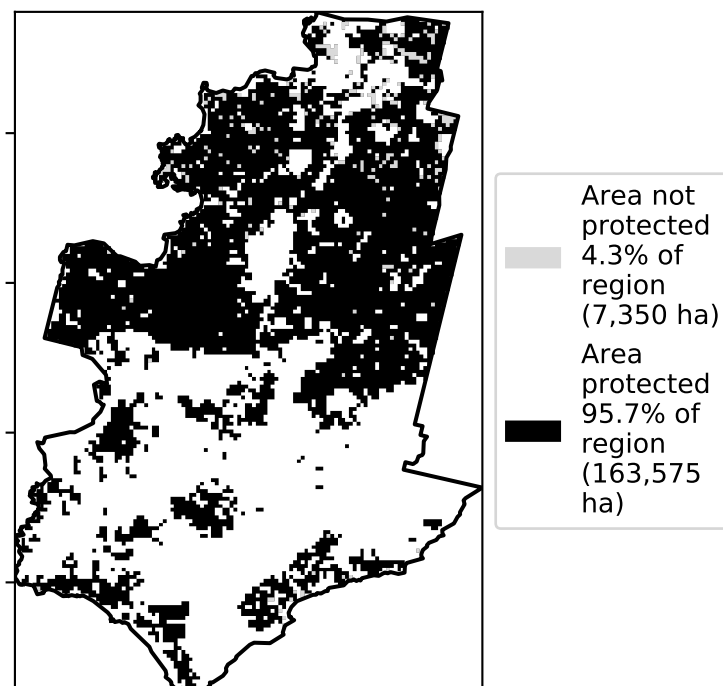 Area not
protected
4.3% of
region
(7,350 ha)
Area
protected
95.7% of
region
(163,575
ha)